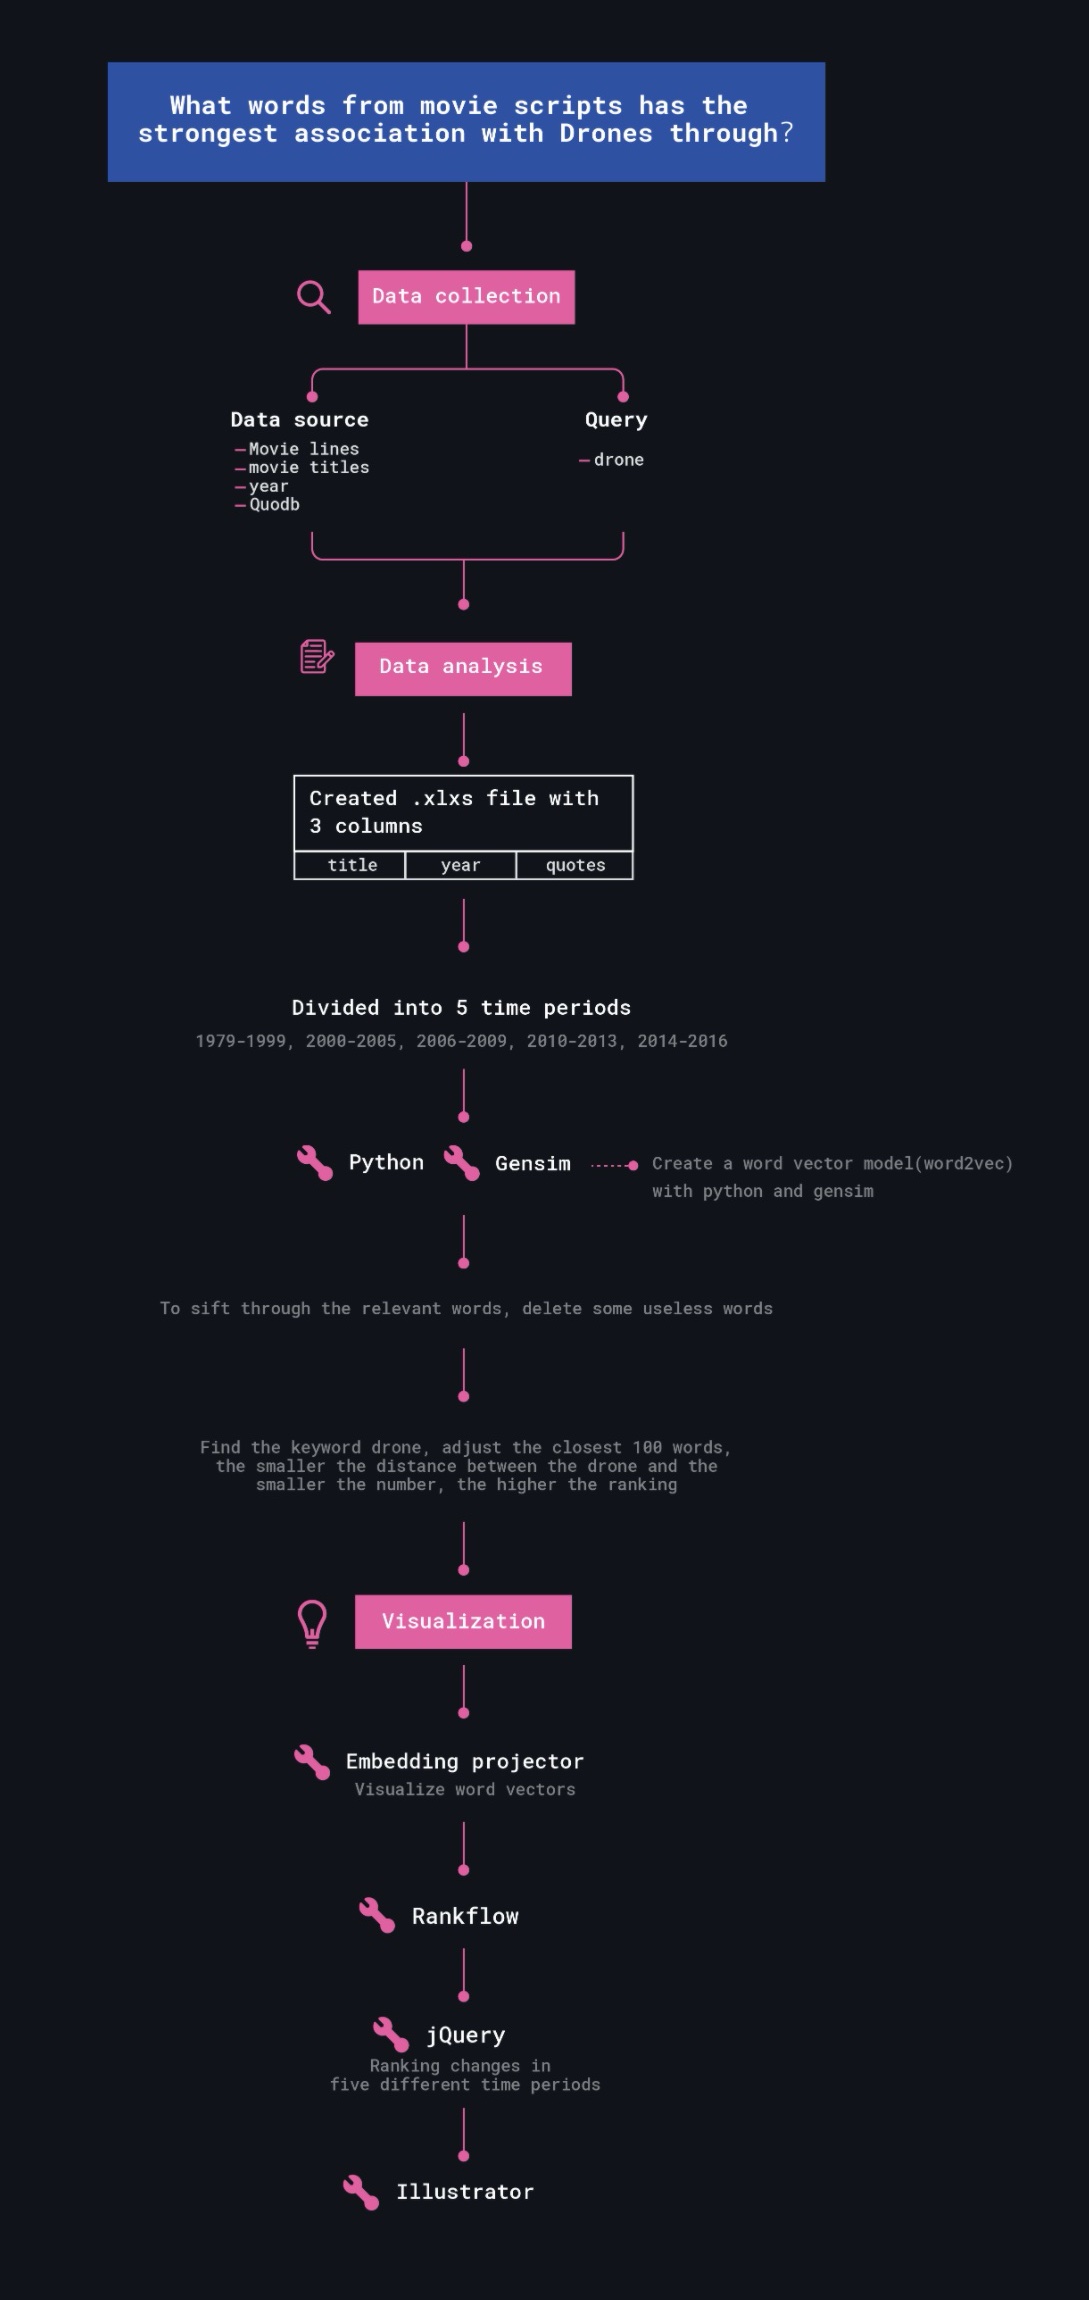 What words from movie scripts has the
strongest association with Drones through?
Data collection
Data source
—Movie lines
—movie titles
—year
—Quodb
Query
—drone
Data analysis
Created .xlxs file with
3 columns
title year quotes
Divided into 5 time periods
1979-1999, 2000-2005, 2006-2009, 2010-2013, 2014-2016
Python Gensim
Create a word vector model(word2vec)
with python and gensim
To sift through the relevant words, delete some useless words
Find the keyword drone, adjust the closest 100 words,
the smaller the distance between the drone and the
smaller the number, the higher the ranking
Visualization
Embedding projector
Visualize word vectors
Rankflow
jQuery
Ranking changes in
five different time periods
Illustrator